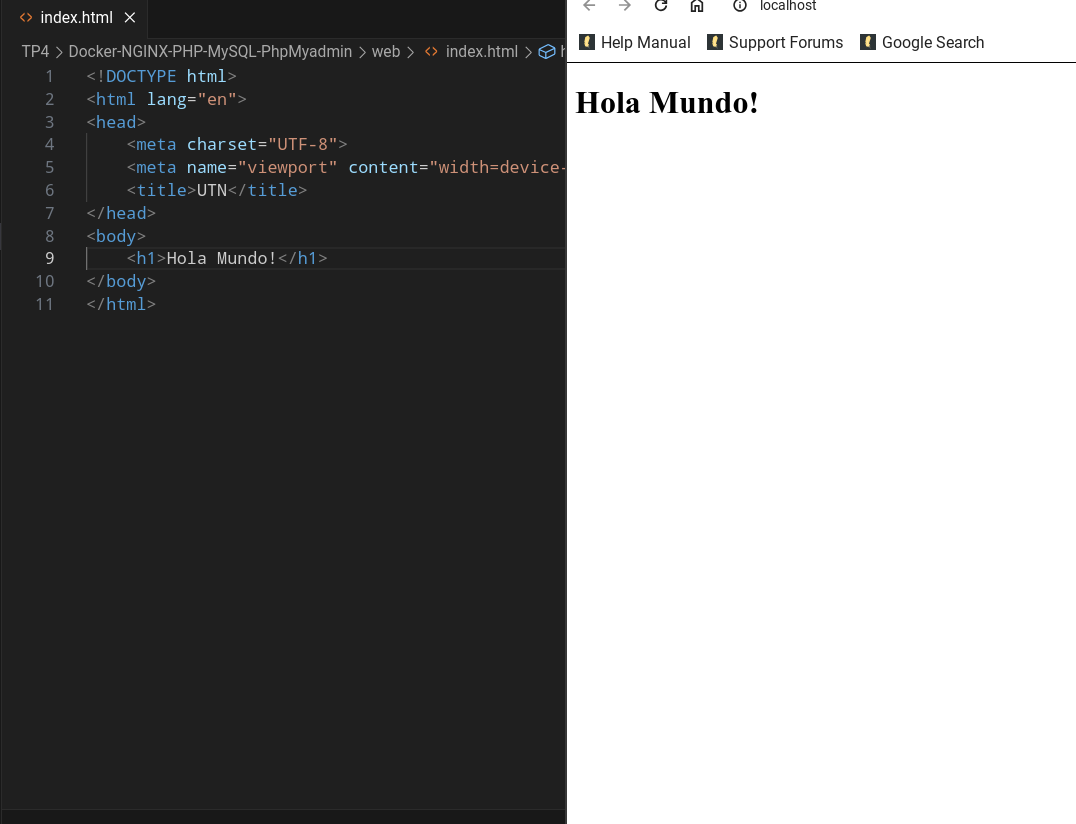 index.html
TP4 > Docker-NGINX-PHP-MySQL-PhpMyadmin > web > index.html >
1 <!DOCTYPE html>
2 <html lang="en">
3 <head>
4 <meta charset="UTF-8">
5 <meta name="viewport" content="width=device-
6 <title>UTN</title>
7 </head>
8 <body>
9 <h1>Hola Mundo!</h1>
10 </body>
11 </html>
localhost
Help Manual Support Forums Google Search
Hola Mundo!